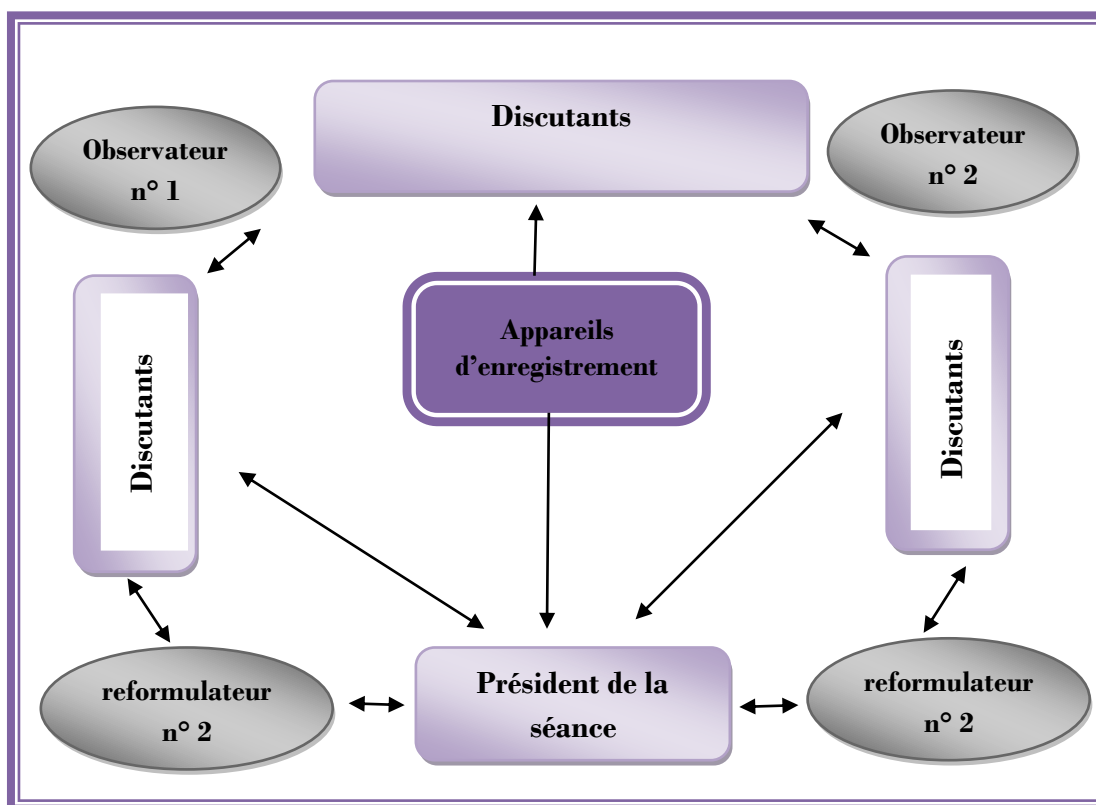 Discutants
Observateur
n° 1
Observateur
n° 2
Appareils
d’enregistrement
Discutants
Discutants
reformulateur
n° 2
Président de la
séance
reformulateur
n° 2